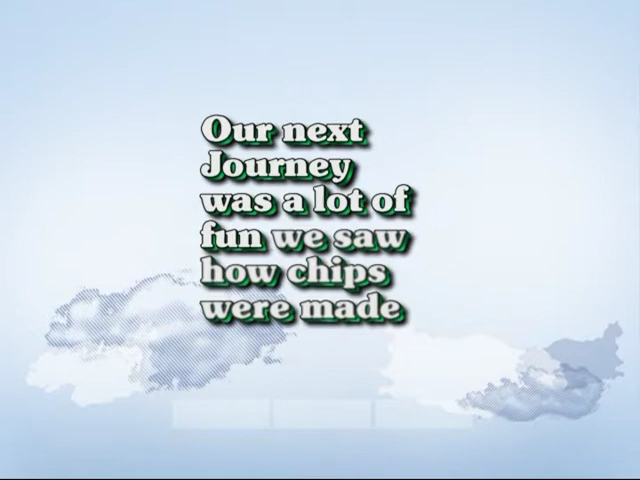 Our next
Journey
was a lot of
fun we saw
how chips
were made